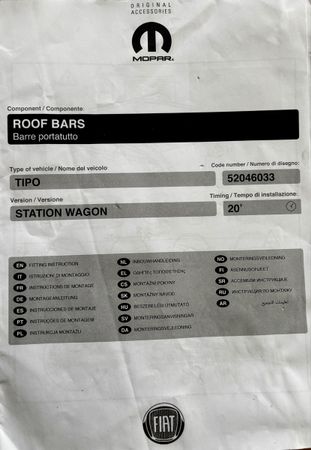 ORIGINAL
ACCESSORIES
MOPAR
Component / Componente:
ROOF BARS
Barre portatutto
Type of vehicle / Nome del veicolo
Code number / Numero di disegno:
TIPO
52046033
Version / Versione
Timing / Tempo di installazione:
STATION WAGON
20'
EN FITTING INSTRUCTION
IT ISTRUZIONI DI MONTAGGIO
FR INSTRUCTIONS DE MONTAGE
DE MONTAGEANLEITUNG
ES INSTRUCCIONES DE MONTAJE
PT INSTRUÇÕES DE MONTAGEM
PL INSTRUKCJA MONTAŻU
NL INBOUWHANDLEIDING
EL ΟΔΗΓΙΕΣ ΤΟΠΟΘΕΤΗΣΗΣ
CS MONTÁŽNÍ POKYNY
SK MONTÁŽNY NÁVOD
HU BESZERELÉSI ÚTMUTATÓ
SV MONTERINGSANVISNINGAR
DA MONTERINGSVEJLEDNING
NO MONTERINGSVEILEDNING
FI ASENNUSOHJEET
SR
RU ИНСТРУКЦИЯ ПО МОНТАЖУ
AR
FIAT